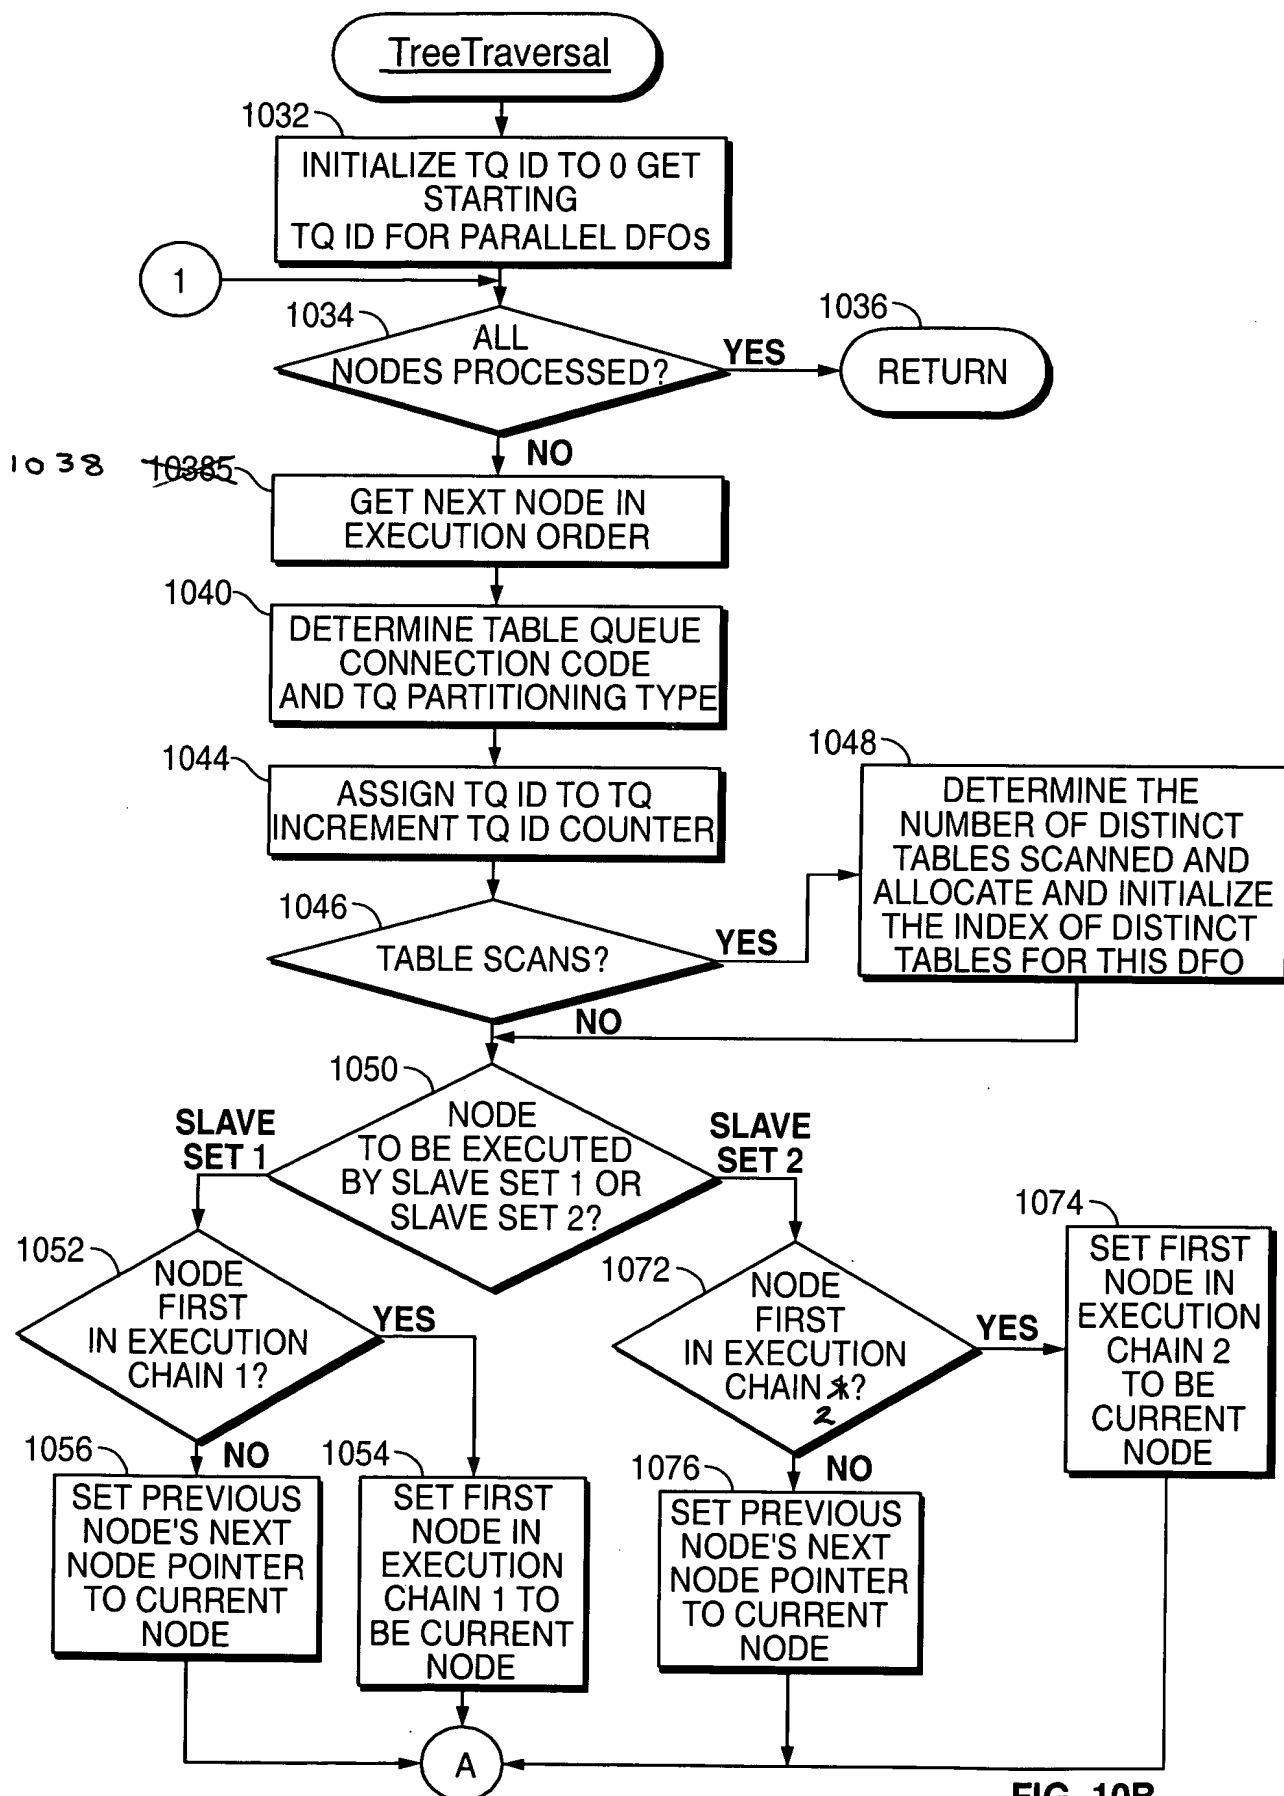 TreeTraversal
1032
INITIALIZE TQ ID TO 0 GET
STARTING
TQ ID FOR PARALLEL DFOs
1
1034
ALL
NODES PROCESSED?
YES
1036
RETURN
NO
1038 10385
GET NEXT NODE IN
EXECUTION ORDER
1040
DETERMINE TABLE QUEUE
CONNECTION CODE
AND TQ PARTITIONING TYPE
1044
ASSIGN TQ ID TO TQ
INCREMENT TQ ID COUNTER
1046
TABLE SCANS?
YES
1048
DETERMINE THE
NUMBER OF DISTINCT
TABLES SCANNED AND
ALLOCATE AND INITIALIZE
THE INDEX OF DISTINCT
TABLES FOR THIS DFO
NO
1050
NODE
TO BE EXECUTED
BY SLAVE SET 1 OR
SLAVE SET 2?
SLAVE
SET 1
SLAVE
SET 2
1052
NODE
FIRST
IN EXECUTION
CHAIN 1?
YES
NO
1056
SET PREVIOUS
NODE'S NEXT
NODE POINTER
TO CURRENT
NODE
1054
SET FIRST
NODE IN
EXECUTION
CHAIN 1 TO
BE CURRENT
NODE
1072
NODE
FIRST
IN EXECUTION
CHAIN ?
2
YES
NO
1074
SET FIRST
NODE IN
EXECUTION
CHAIN 2
TO BE
CURRENT
NODE
1076
SET PREVIOUS
NODE'S NEXT
NODE POINTER
TO CURRENT
NODE
A
FIG. 10B